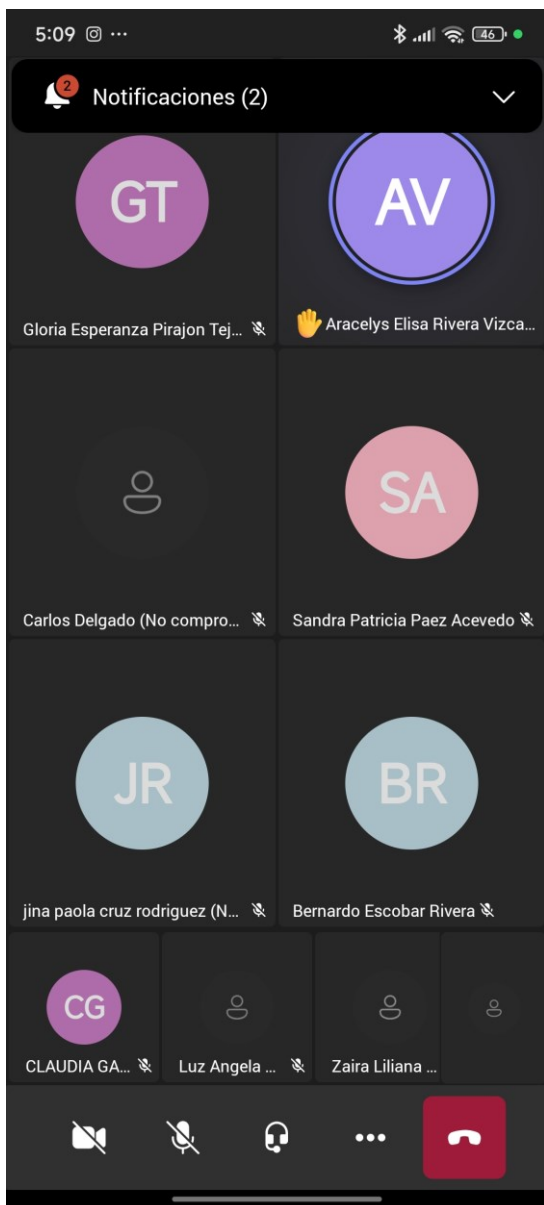 5:09
46
2
Notificaciones (2)
GT
AV
Gloria Esperanza Pirajon Tej...
Aracelys Elisa Rivera Vizca...
SA
Carlos Delgado (No compro...
Sandra Patricia Paez Acevedo
JR
BR
jina paola cruz rodriguez (N...
Bernardo Escobar Rivera
CG
CLAUDIA GA...
Luz Angela ...
Zaira Liliana ...